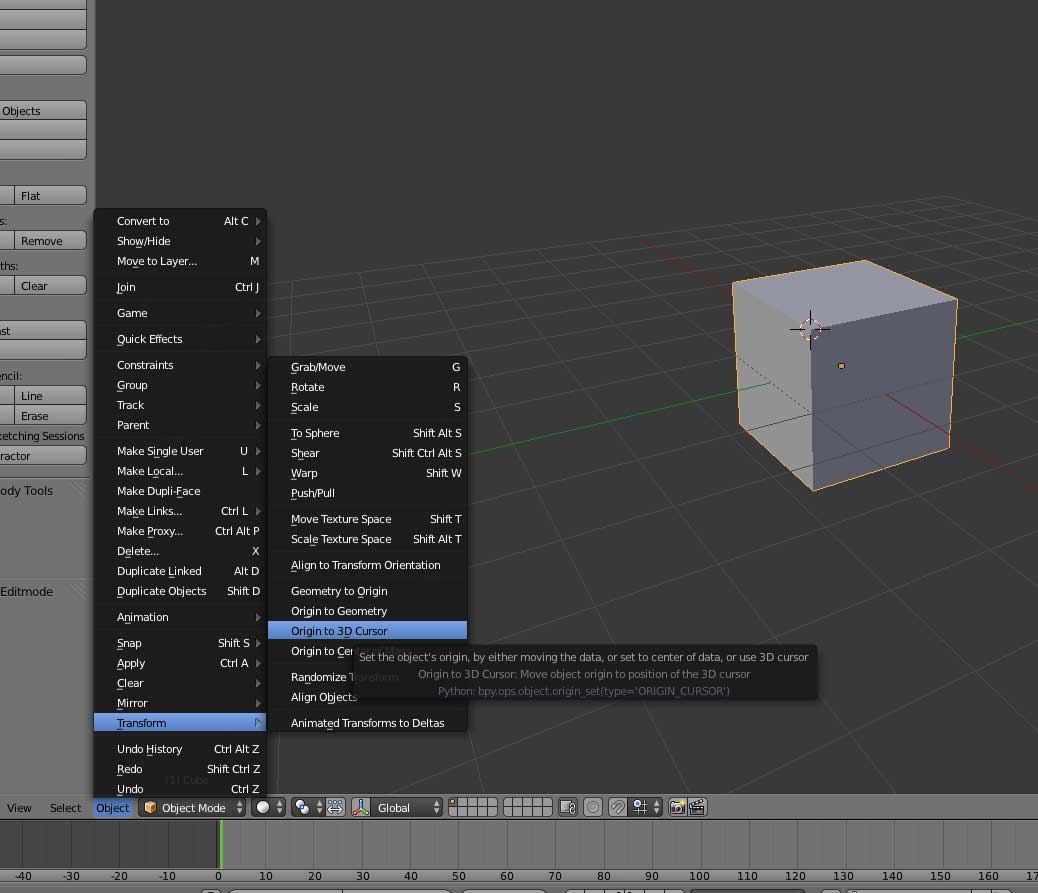 Objects
Flat
s:
Remove
ths:
Clear
ast
encil:
Line
Erase
ketching Sessions
ractor
ody Tools
Editmode
Convert to Alt C
Show/Hide
Move to Layer... M
Join Ctrl J
Game
Quick Effects
Constraints
Group
Track
Parent
Make Single User U
Make Local... L
Make Dupli-Face
Make Links... Ctrl L
Make Proxy... Ctrl Alt P
Delete... X
Duplicate Linked Alt D
Duplicate Objects Shift D
Animation
Snap Shift S
Apply Ctrl A
Clear
Mirror
Transform
Undo History Ctrl Alt Z
Redo Shift Ctrl Z
(1) Cube
Undo Ctrl Z
Grab/Move G
Rotate R
Scale S
To Sphere Shift Alt S
Shear Shift Ctrl Alt S
Warp Shift W
Push/Pull
Move Texture Space Shift T
Scale Texture Space Shift Alt T
Align to Transform Orientation
Geometry to Origin
Origin to Geometry
Origin to 3D Cursor
Origin to Center of Mass
Randomize Transform
Align Objects
Animated Transforms to Deltas
Set the object's origin, by either moving the data, or set to center of data, or use 3D cursor
Origin to 3D Cursor: Move object origin to position of the 3D cursor
Python: bpy.ops.object.origin_set(type='ORIGIN_CURSOR')
View Select Object Object Mode Global
-40 -30 -20 -10 0 10 20 30 40 50 60 70 80 90 100 110 120 130 140 150 160 17